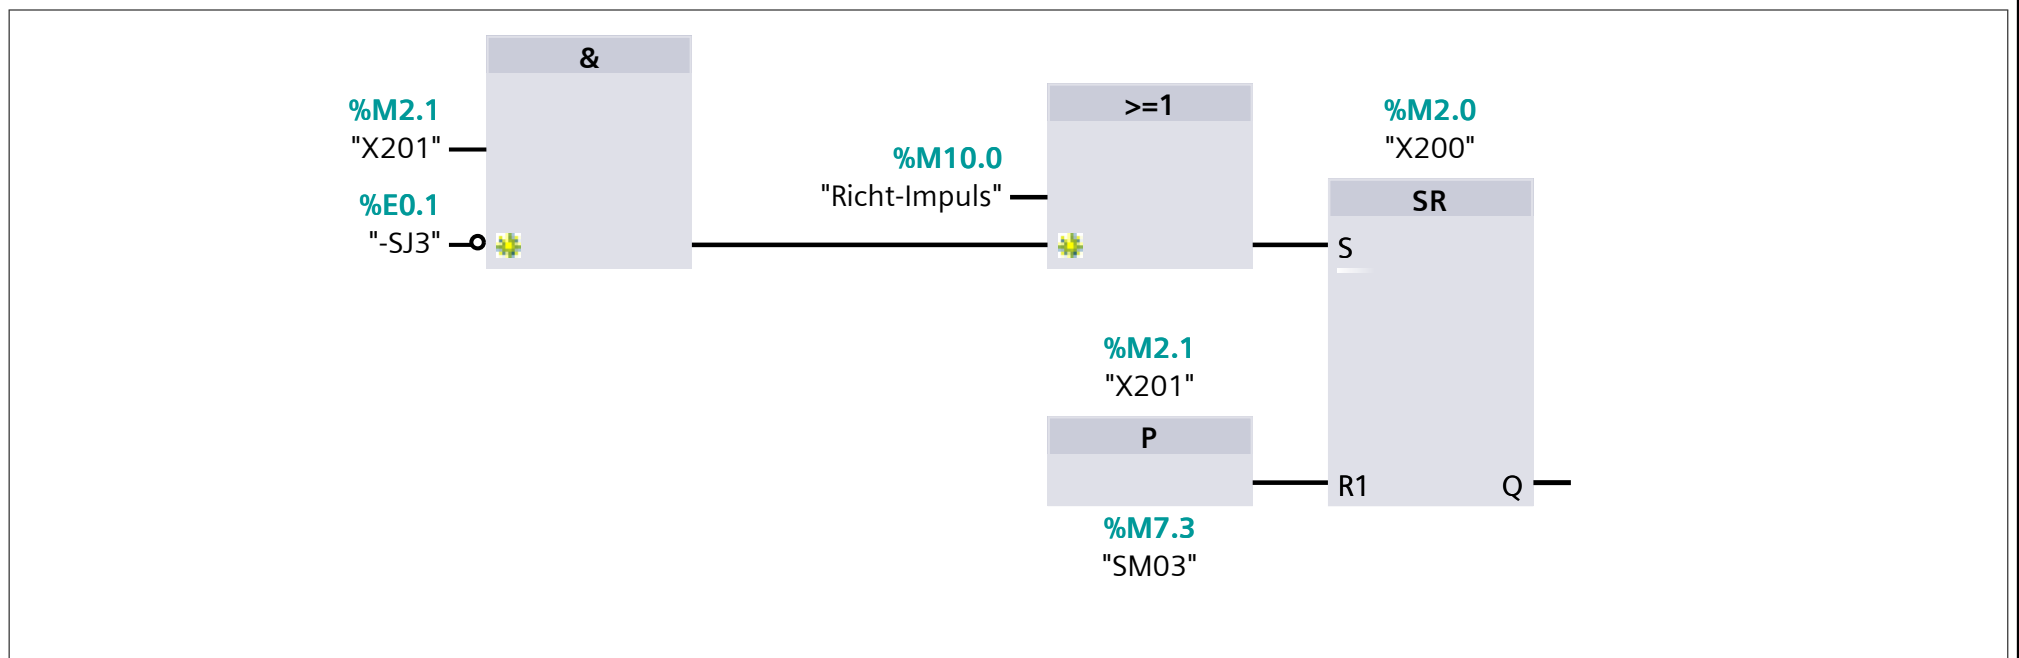 &
%M2.1
"X201"
%E0.1
"-SJ3"
>=1
%M10.0
"Richt-Impuls"
%M2.0
"X200"
SR
S
%M2.1
"X201"
P
R1
Q
%M7.3
"SM03"